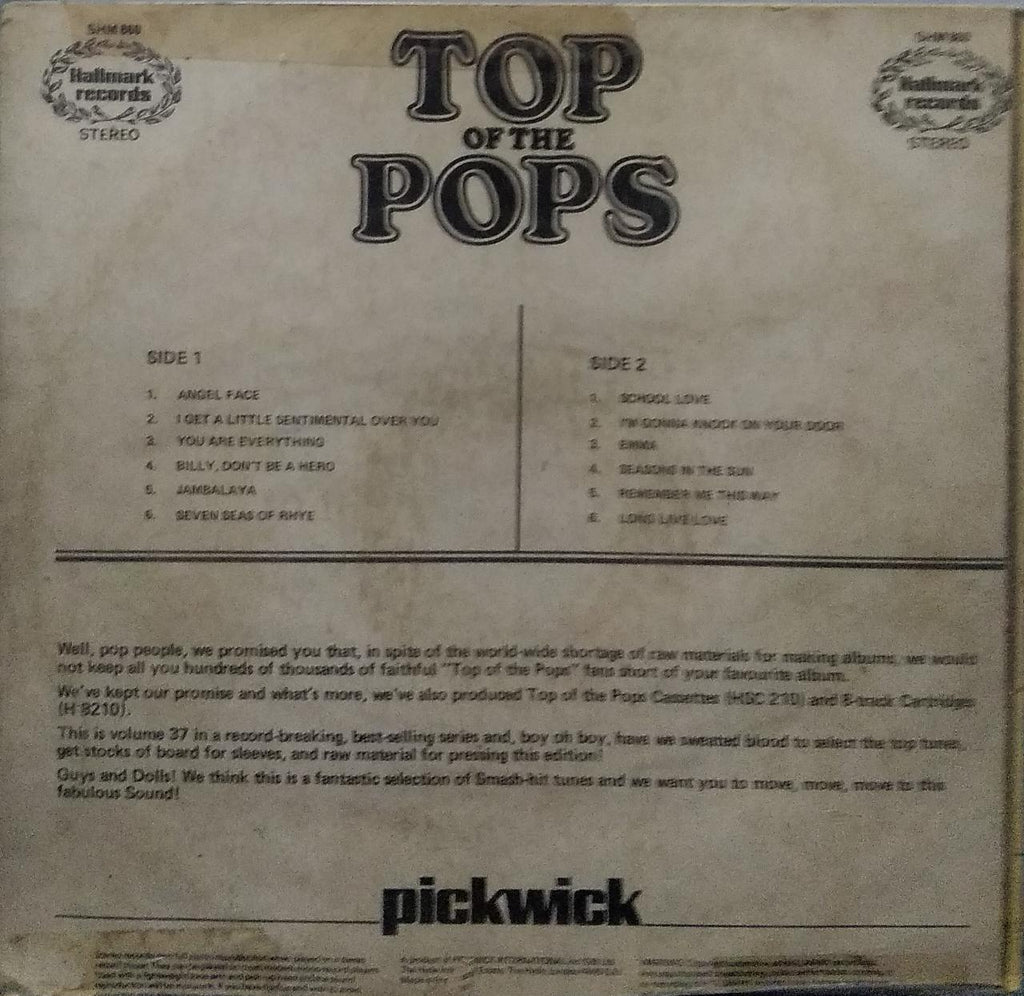 SHM 860
Hallmark
records
STEREO
TOP
OF THE
POPS
SHM 860
Hallmark
records
STEREO
SIDE 1
1. ANGEL FACE
2. I GET A LITTLE SENTIMENTAL OVER YOU
3. YOU ARE EVERYTHING
4. BILLY, DON'T BE A HERO
5. JAMBALAYA
6. SEVEN SEAS OF RHYE
SIDE 2
1. SCHOOL LOVE
2. I'M GONNA KNOCK ON YOUR DOOR
3. EMMA
4. SEASONS IN THE SUN
5. REMEMBER ME THIS WAY
6. LONG LIVE LOVE
Well, pop people, we promised you that, in spite of the world-wide shortage of raw materials for making albums, we would
not keep all you hundreds of thousands of faithful "Top of the Pops" fans short of your favourite album.
We've kept our promise and what's more, we've also produced Top of the Pops Cassettes (HSC 210) and 8-track Cartridges
(H 8210).
This is volume 37 in a record-breaking, best-selling series and, boy oh boy, have we sweated blood to select the top tunes,
get stocks of board for sleeves, and raw material for pressing this edition!
Guys and Dolls! We think this is a fantastic selection of Smash-hit tunes and we want you to move, move, move to the
fabulous Sound!
pickwick